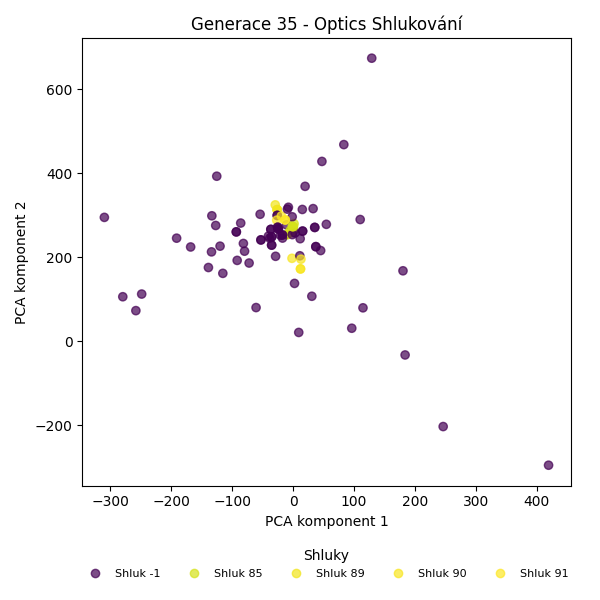 Generace 35 - Optics Shlukování
600
400
200
0
−200
PCA komponent 2
−300 −200 −100 0 100 200 300 400
PCA komponent 1
Shluky
Shluk -1 Shluk 85 Shluk 89 Shluk 90 Shluk 91